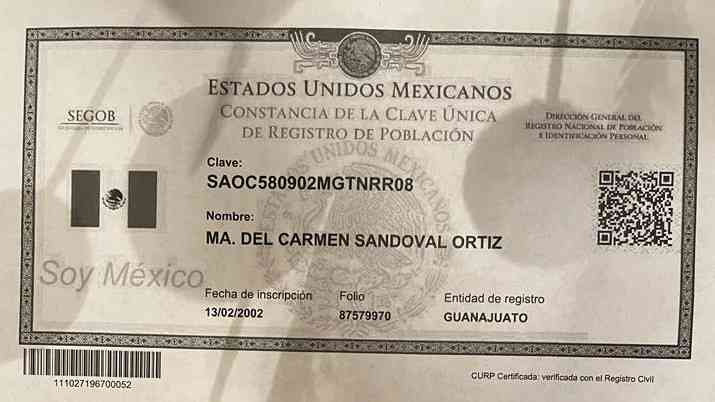 ESTADOS UNIDOS MEXICANOS
CONSTANCIA DE LA CLAVE ÚNICA
DE REGISTRO DE POBLACIÓN
SEGOB
DIRECCIÓN GENERAL DEL
REGISTRO NACIONAL DE POBLACIÓN
E IDENTIFICACIÓN PERSONAL
Clave:
SAOC580902MGTNRR08
Nombre:
MA. DEL CARMEN SANDOVAL ORTIZ
Soy México
Fecha de inscripción Folio Entidad de registro
13/02/2002 87579970 GUANAJUATO
111027196700052
CURP Certificada: verificada con el Registro Civil
ESTADOS UNIDOS MEXICANOS